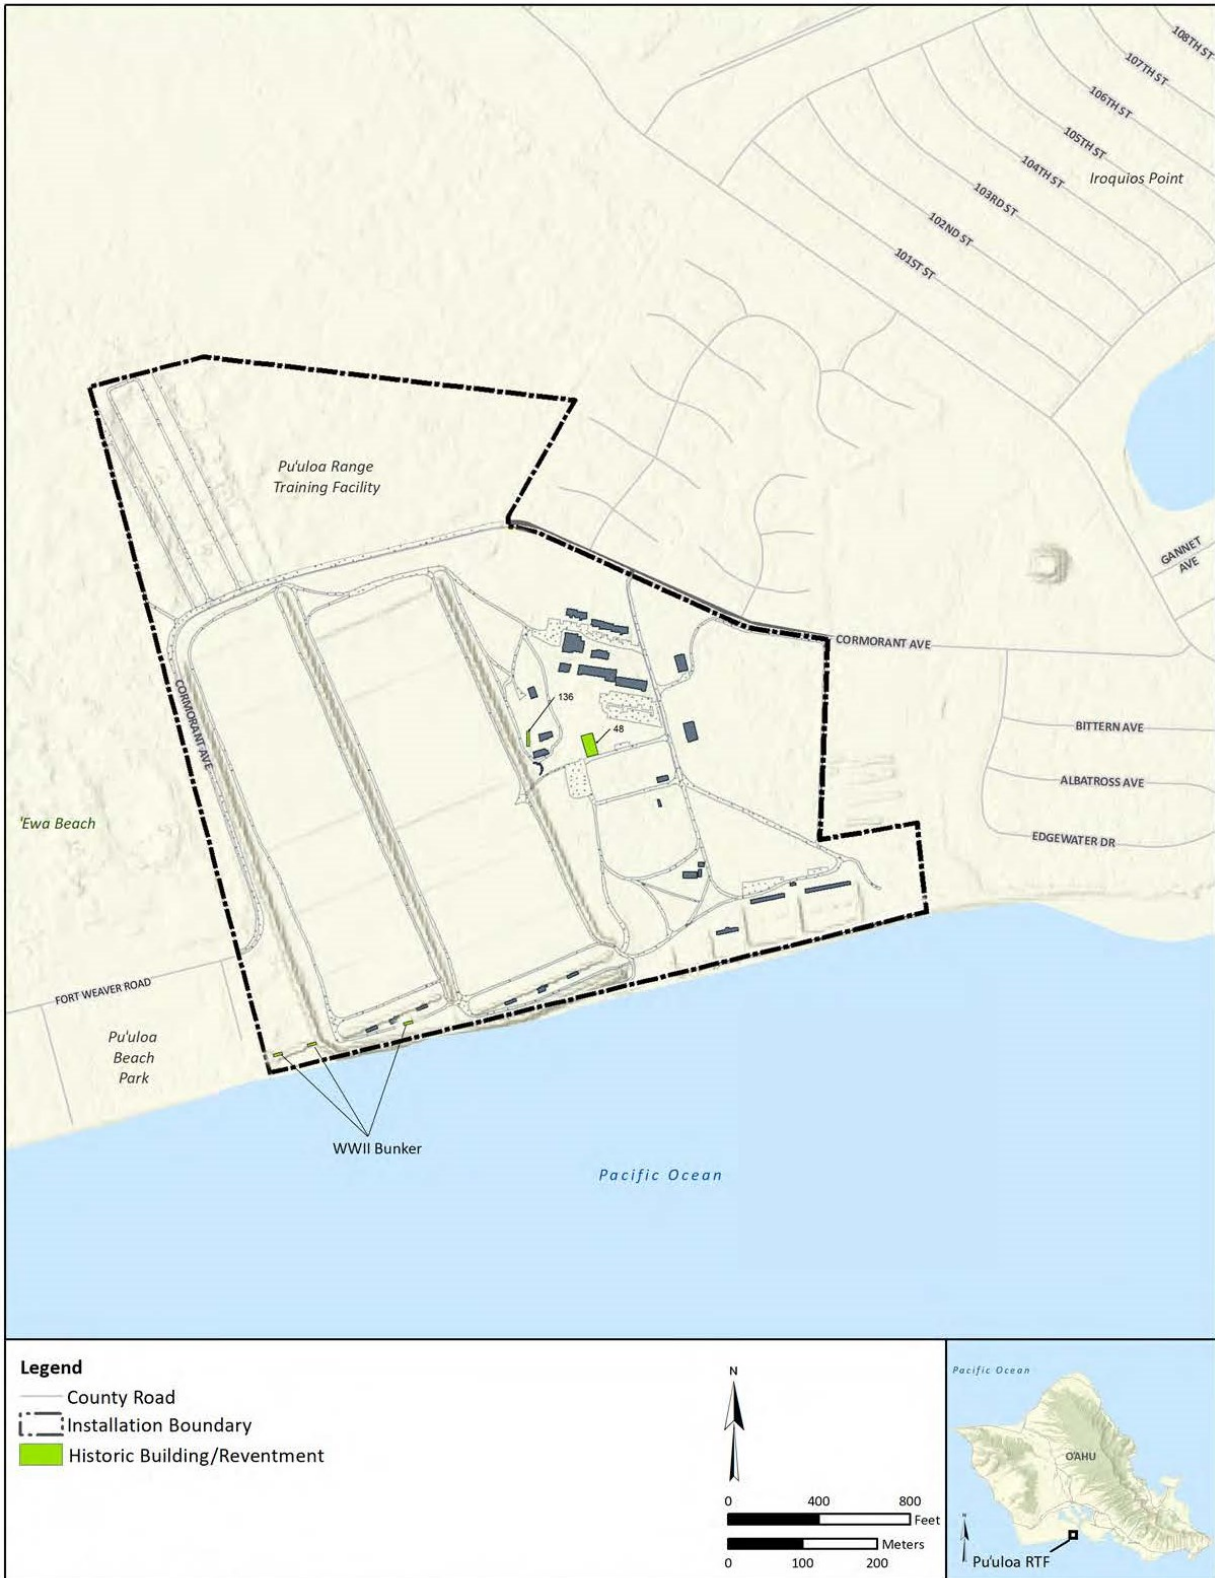 108TH ST
107TH ST
106TH ST
105TH ST
104TH ST
103RD ST
102ND ST
101ST ST
Iroquios Point
Pu'uloa Range
Training Facility
GANNET
AVE
CORMORANT AVE
CORMORANT AVE
136
48
BITTERN AVE
ALBATROSS AVE
EDGEWATER DR
'Ewa Beach
FORT WEAVER ROAD
Pu'uloa
Beach
Park
WWII Bunker
Pacific Ocean
Legend
County Road
Installation Boundary
Historic Building/Reventment
N
0 400 800
Feet
Meters
0 100 200
Pacific Ocean
O'AHU
N
Pu'uloa RTF